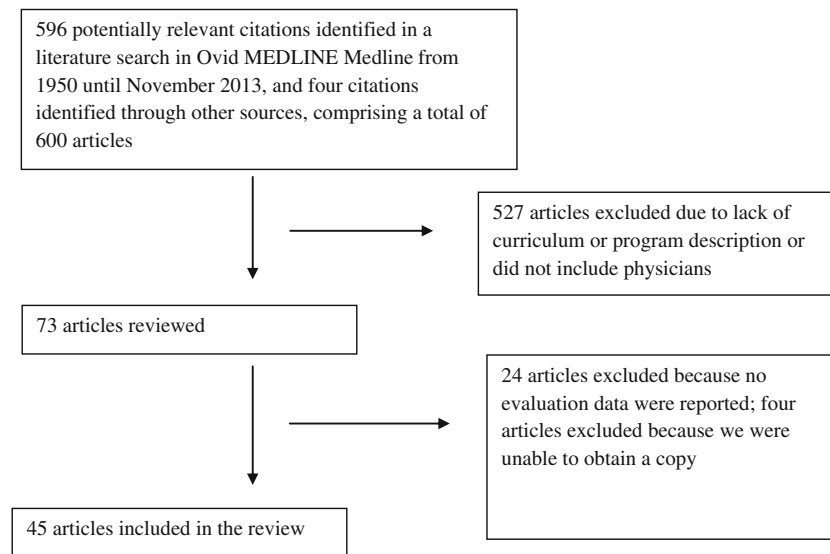 596 potentially relevant citations identified in a
literature search in Ovid MEDLINE Medline from
1950 until November 2013, and four citations
identified through other sources, comprising a total of
600 articles
527 articles excluded due to lack of
curriculum or program description or
did not include physicians
73 articles reviewed
24 articles excluded because no
evaluation data were reported; four
articles excluded because we were
unable to obtain a copy
45 articles included in the review